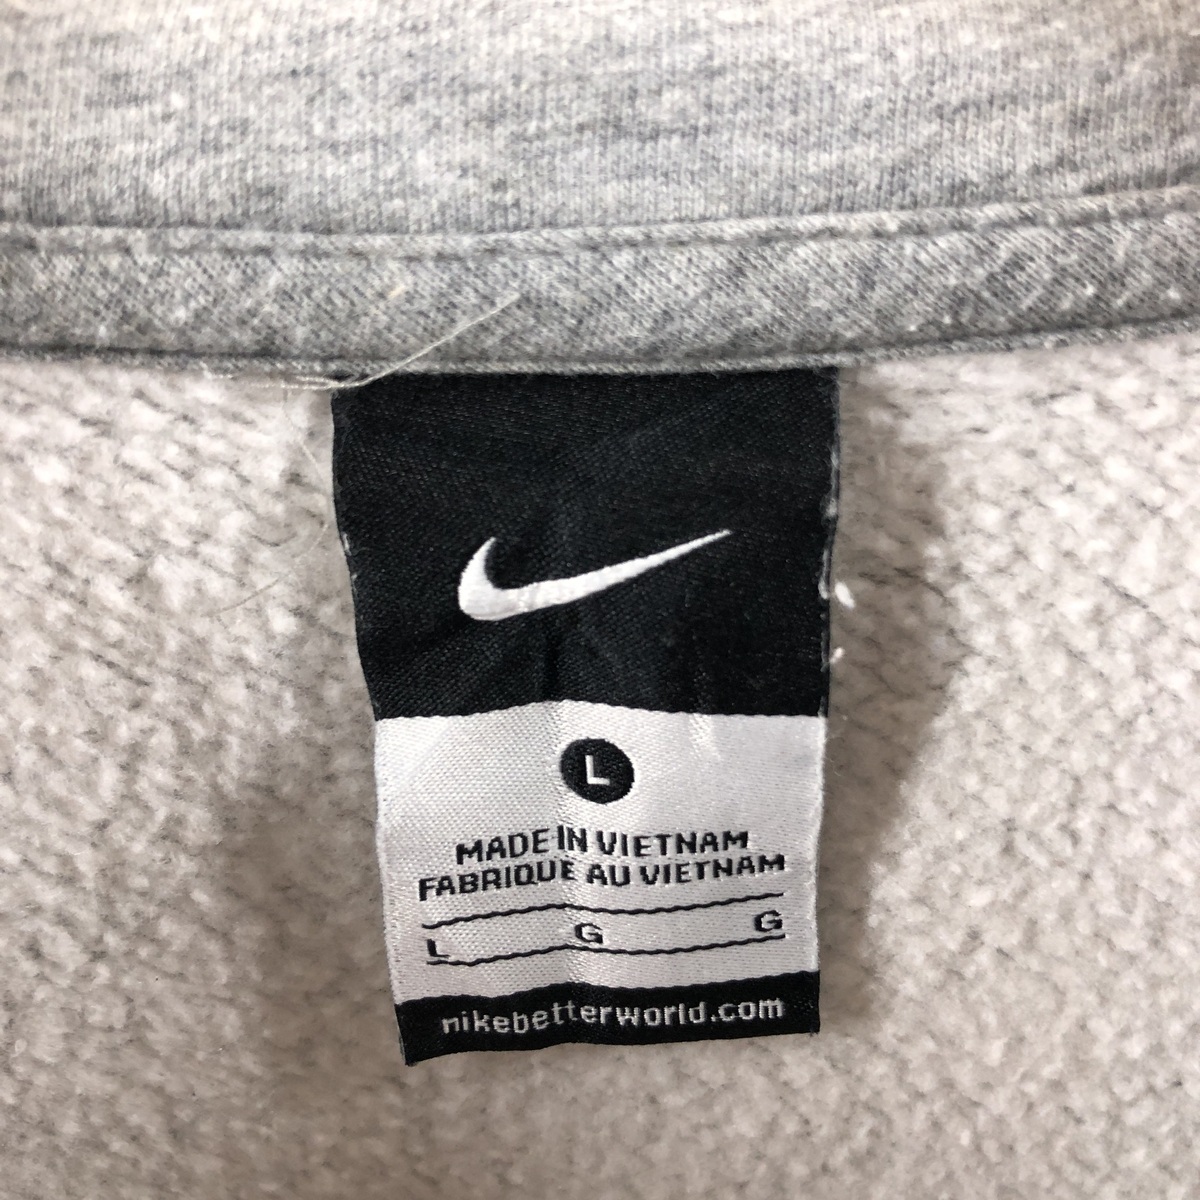 L
MADE IN VIETNAM
FABRIQUE AU VIETNAM
L G G
nikebetterworld.com